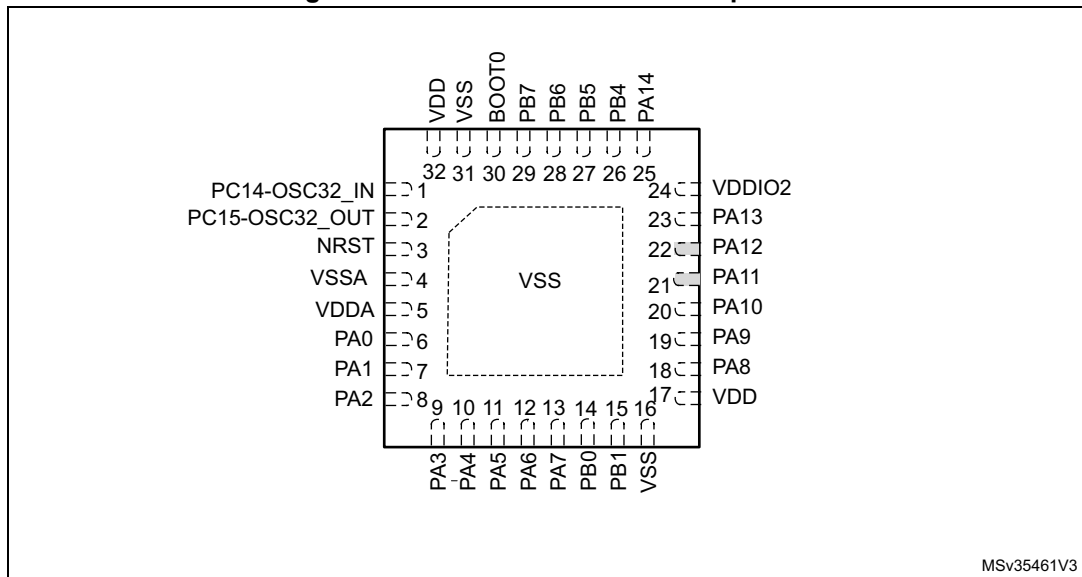 VDD
VSS
BOOT0
PB7
PB6
PB5
PB4
PA14
32 31 30 29 28 27 26 25
PC14-OSC32_IN 1 24 VDDIO2
PC15-OSC32_OUT 2 23 PA13
NRST 3 22 PA12
VSSA 4 VSS 21 PA11
VDDA 5 20 PA10
PA0 6 19 PA9
PA1 7 18 PA8
PA2 8 17 VDD
9 10 11 12 13 14 15 16
PA3
PA4
PA5
PA6
PA7
PB0
PB1
VSS
MSv35461V3